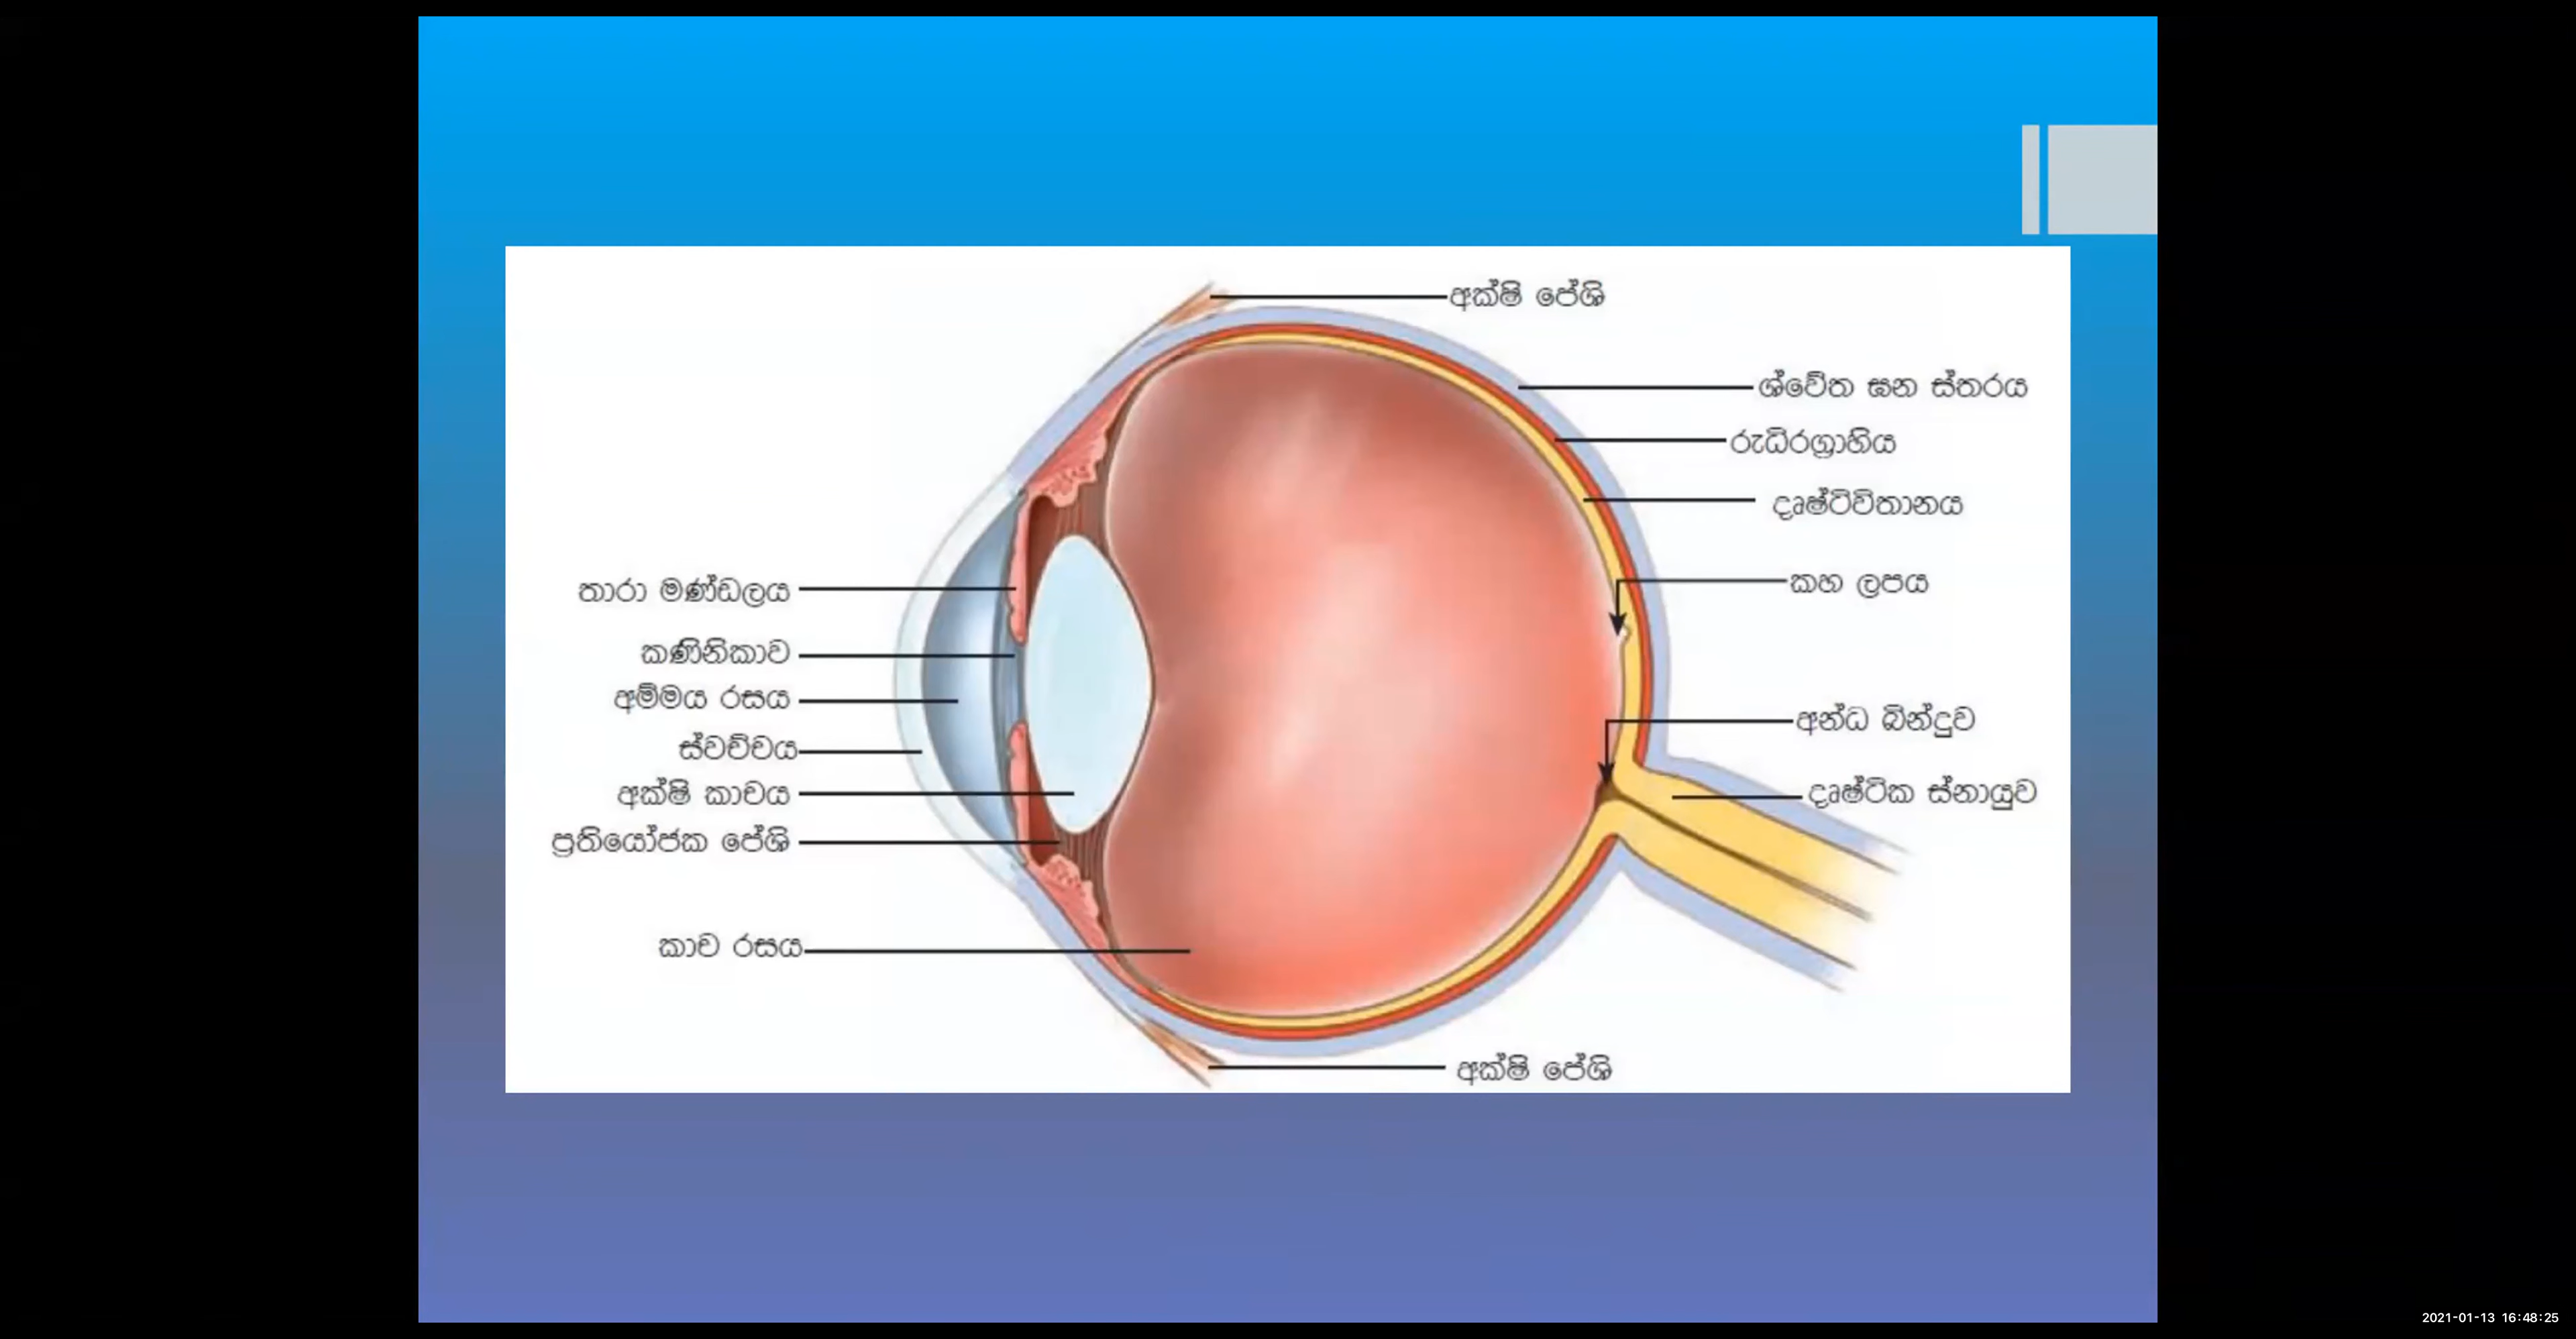 අක්ෂි පේශි
ශ්වේත ඝන ස්තරය
රුධිරග්‍රාහිය
දෘෂ්ටිවිතානය
කහ ලපය
අන්ධ බින්දුව
දෘෂ්ටික ස්නායුව
තාරා මණ්ඩලය
කණිනිකාව
අම්මය රසය
ස්වච්චය
අක්ෂි කාචය
ප්‍රතියෝජක පේශි
කාච රසය
අක්ෂි පේශි
2021-01-13 16:48:25